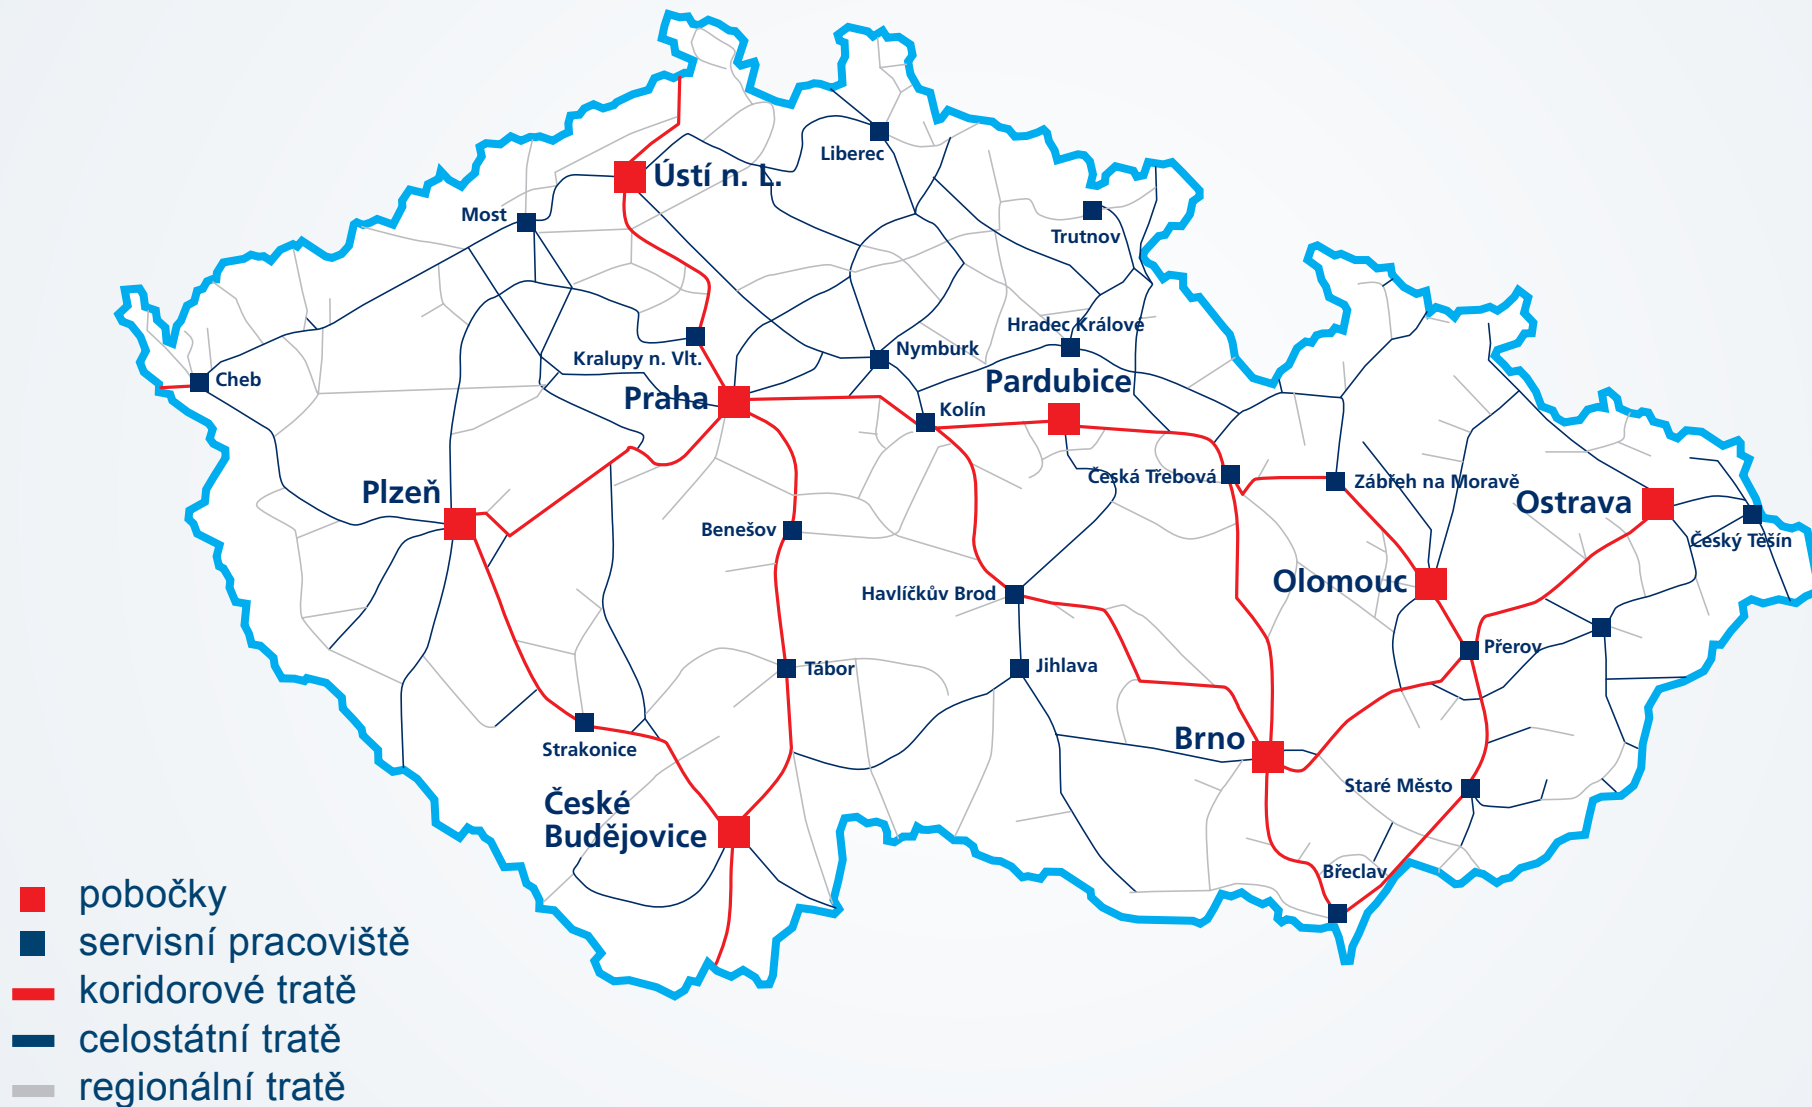 Liberec
Ústí n. L.
Most
Trutnov
Hradec Králové
Nymburk
Kralupy n. Vlt.
Cheb
Pardubice
Praha
Kolín
Česká Třebová
Zábřeh na Moravě
Plzeň
Ostrava
Benešov
Český Těšín
Olomouc
Havlíčkův Brod
Přerov
Tábor
Jihlava
Strakonice
Brno
Staré Město
České
Budějovice
Břeclav
pobočky
servisní pracoviště
koridorové tratě
celostátní tratě
regionální tratě